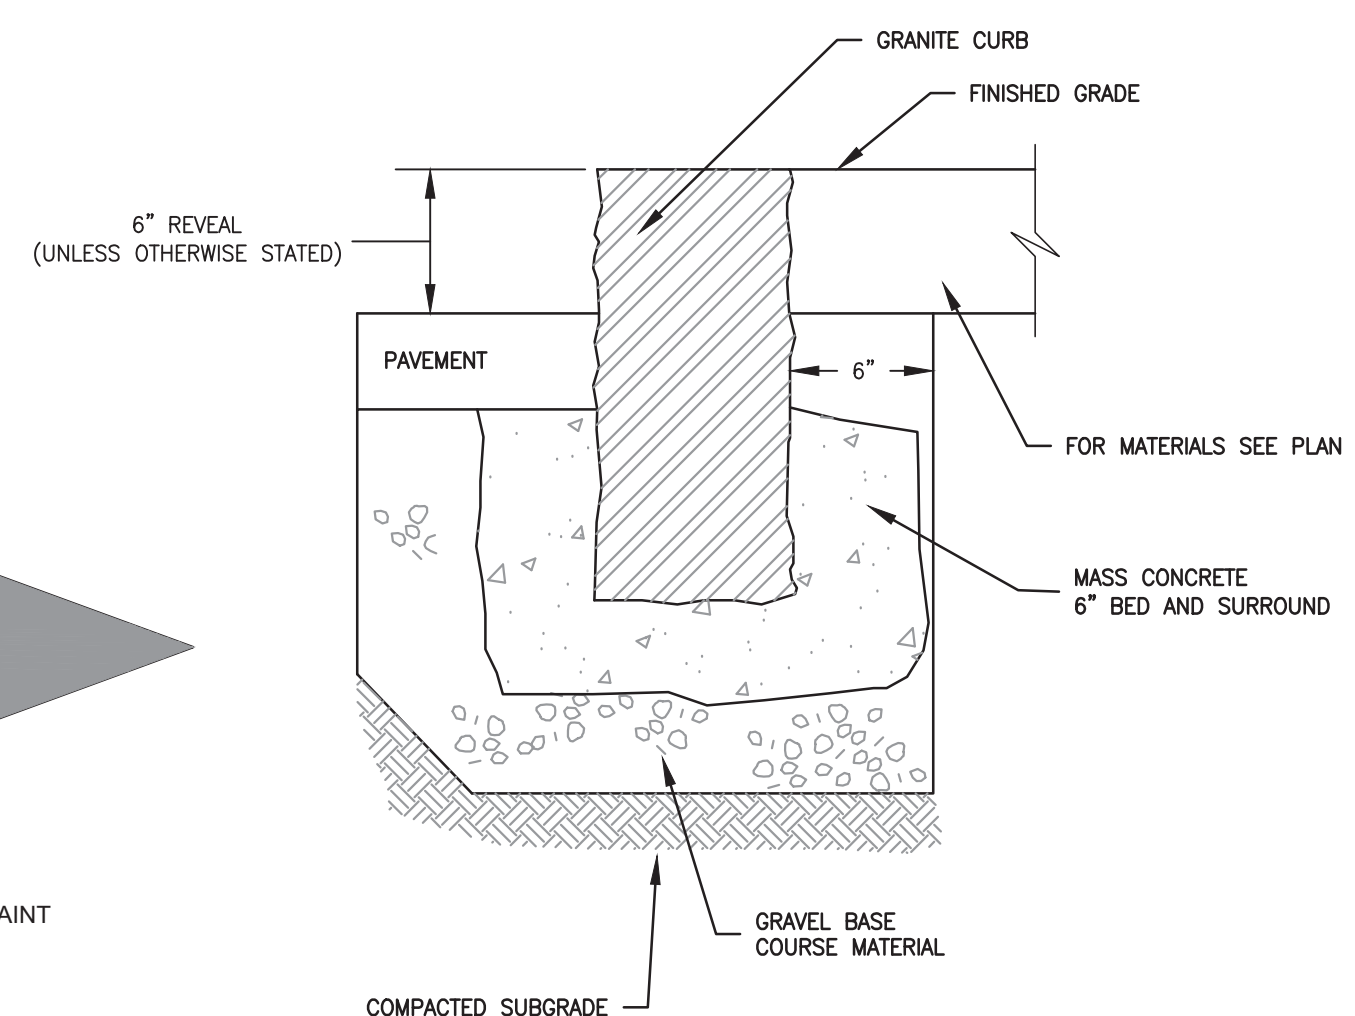 GRANITE CURB
FINISHED GRADE
6” REVEAL
(UNLESS OTHERWISE STATED)
PAVEMENT
6”
FOR MATERIALS SEE PLAN
MASS CONCRETE
6” BED AND SURROUND
AINT
GRAVEL BASE
COURSE MATERIAL
COMPACTED SUBGRADE